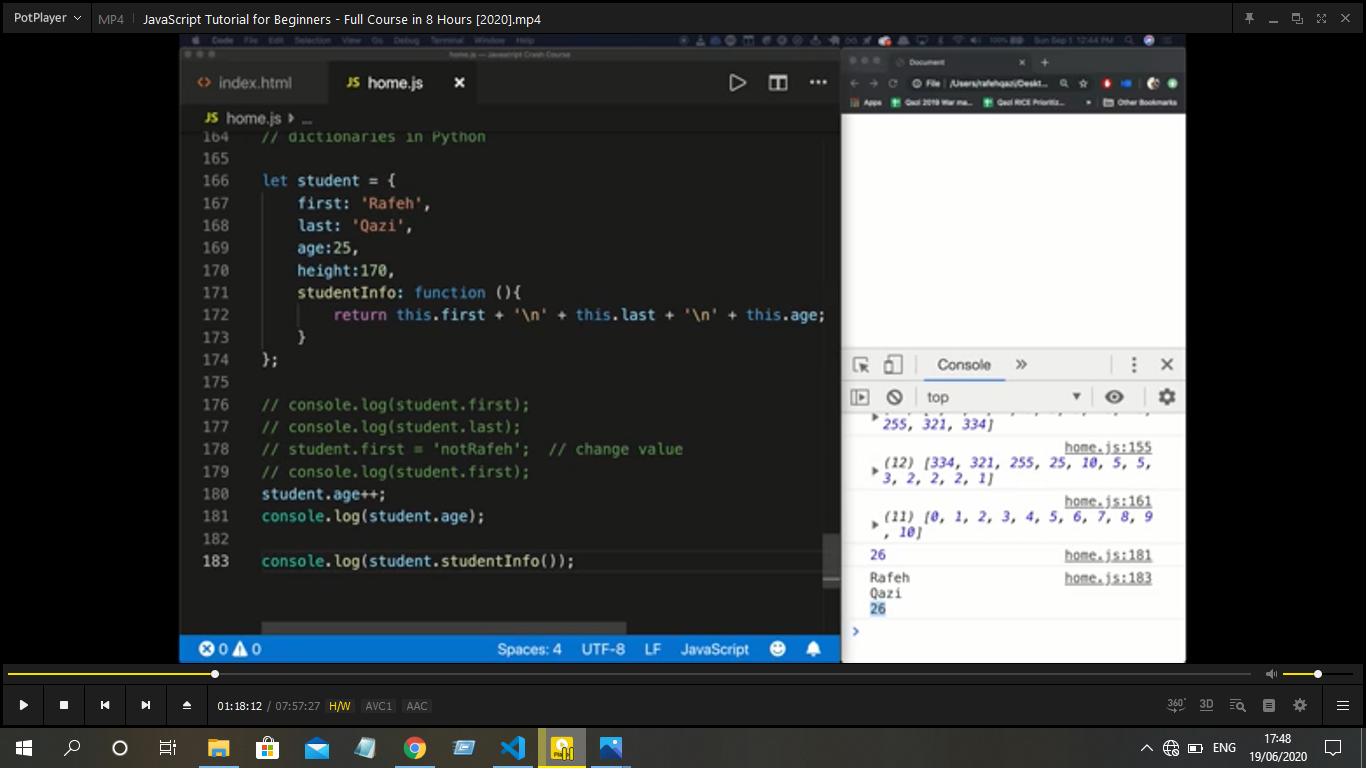 PotPlayer MP4 JavaScript Tutorial for Beginners - Full Course in 8 Hours [2020].mp4
Code File Edit Selection View Go Debug Terminal Window Help 100% Sun Sep 1 12:44 PM
home.js — Javascript Crash Course
index.html JS home.js
JS home.js › ...
164 // dictionaries in Python
165
166 let student = {
167 first: 'Rafeh',
168 last: 'Qazi',
169 age:25,
170 height:170,
171 studentInfo: function (){
172 return this.first + '\n' + this.last + '\n' + this.age;
173 }
174 };
175
176 // console.log(student.first);
177 // console.log(student.last);
178 // student.first = 'notRafeh';  // change value
179 // console.log(student.first);
180 student.age++;
181 console.log(student.age);
182
183 console.log(student.studentInfo());
0 0 Spaces: 4 UTF-8 LF JavaScript
Document
File /Users/rafehqazi/Deskt...
Apps Qazi 2019 War ma... Qazi RICE Prioritiz... » Other Bookmarks
Console »
top
255, 321, 334]
home.js:155
(12) [334, 321, 255, 25, 10, 5, 5,
3, 2, 2, 2, 1]
home.js:161
(11) [0, 1, 2, 3, 4, 5, 6, 7, 8, 9
, 10]
26 home.js:181
Rafeh home.js:183
Qazi
26
>
01:18:12 / 07:57:27 H/W AVC1 AAC
360° 3D
ENG 17:48
19/06/2020